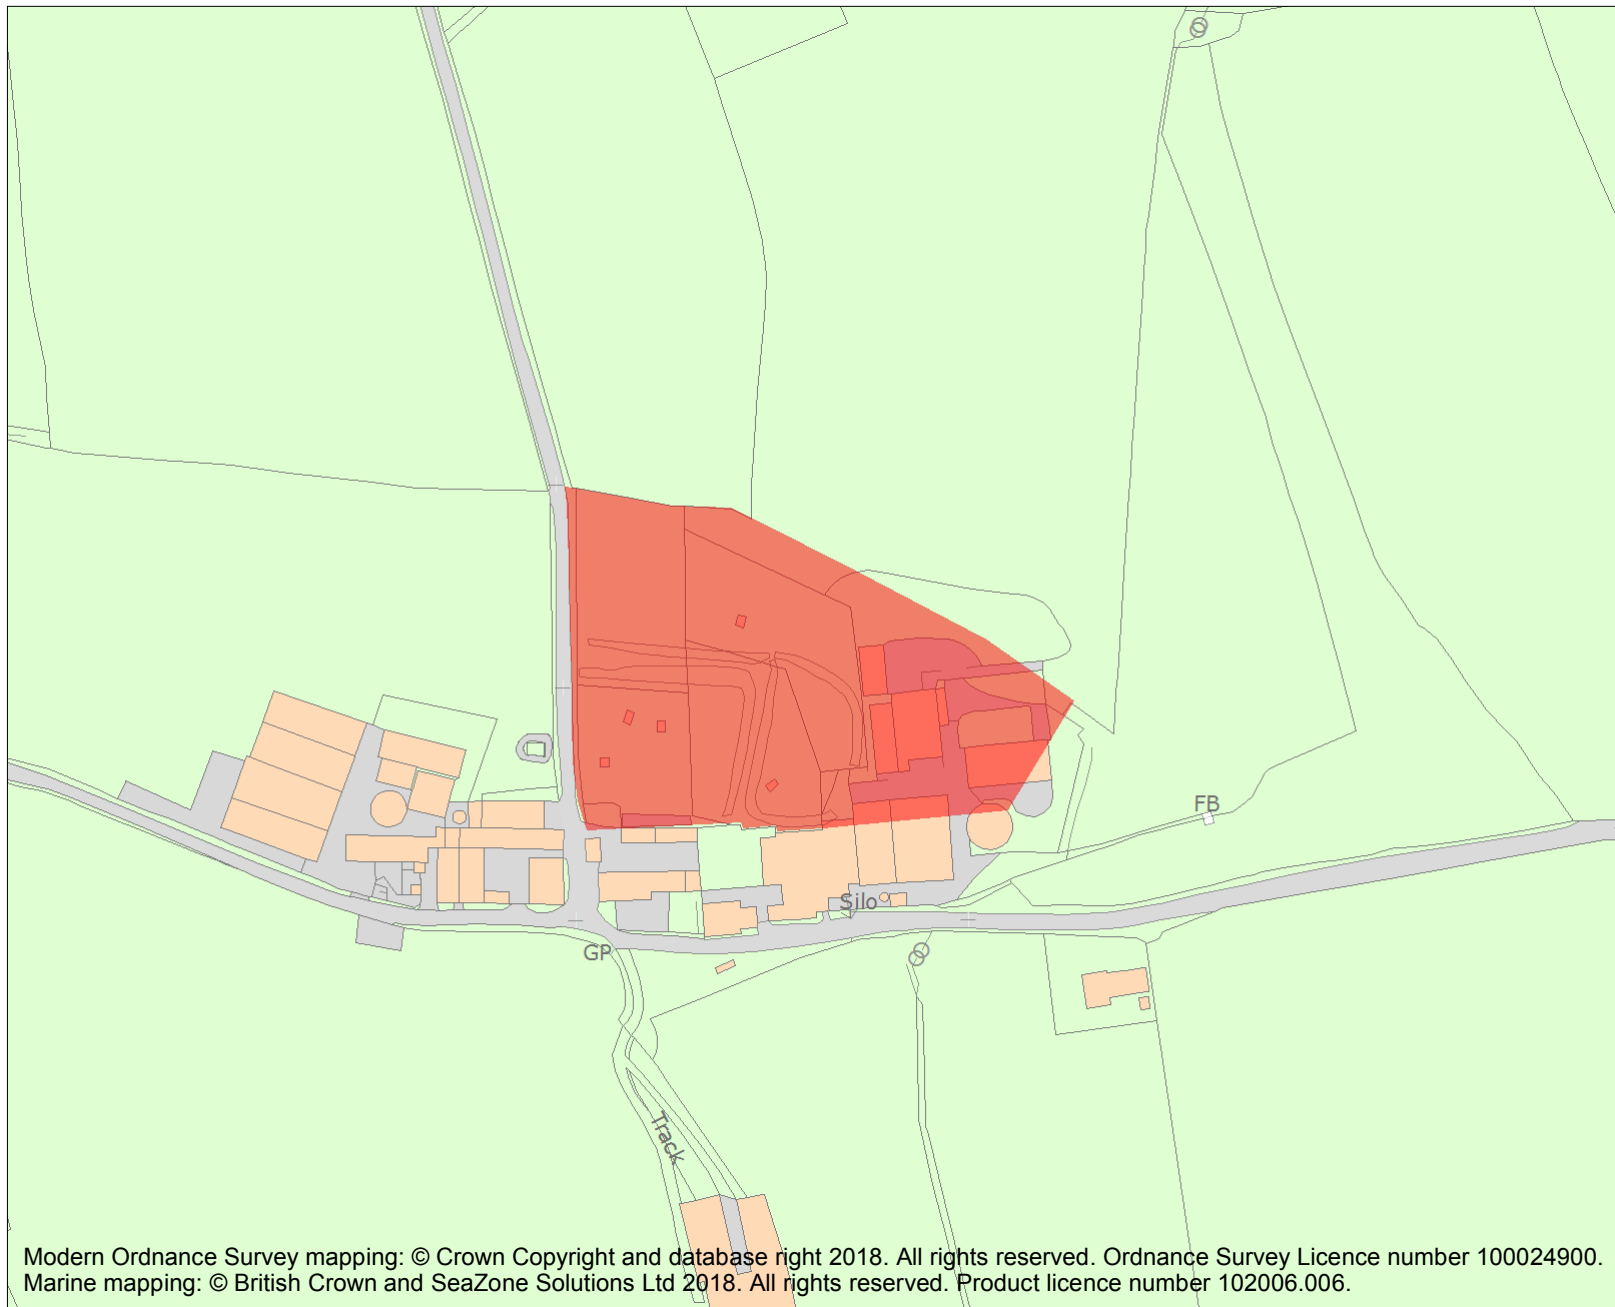 FB
Silo
GP
Track
Modern Ordnance Survey mapping: © Crown Copyright and database right 2018. All rights reserved. Ordnance Survey Licence number 100024900.
Marine mapping: © British Crown and SeaZone Solutions Ltd 2018. All rights reserved. Product licence number 102006.006.